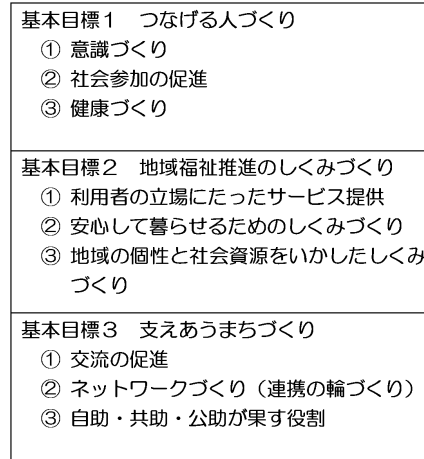 基本目標１　つなげる人づくり
① 意識づくり
② 社会参加の促進
③ 健康づくり
基本目標２　地域福祉推進のしくみづくり
① 利用者の立場にたったサービス提供
② 安心して暮らせるためのしくみづくり
③ 地域の個性と社会資源をいかしたしくみ
づくり
基本目標３　支えあうまちづくり
① 交流の促進
② ネットワークづくり（連携の輪づくり）
③ 自助・共助・公助が果す役割